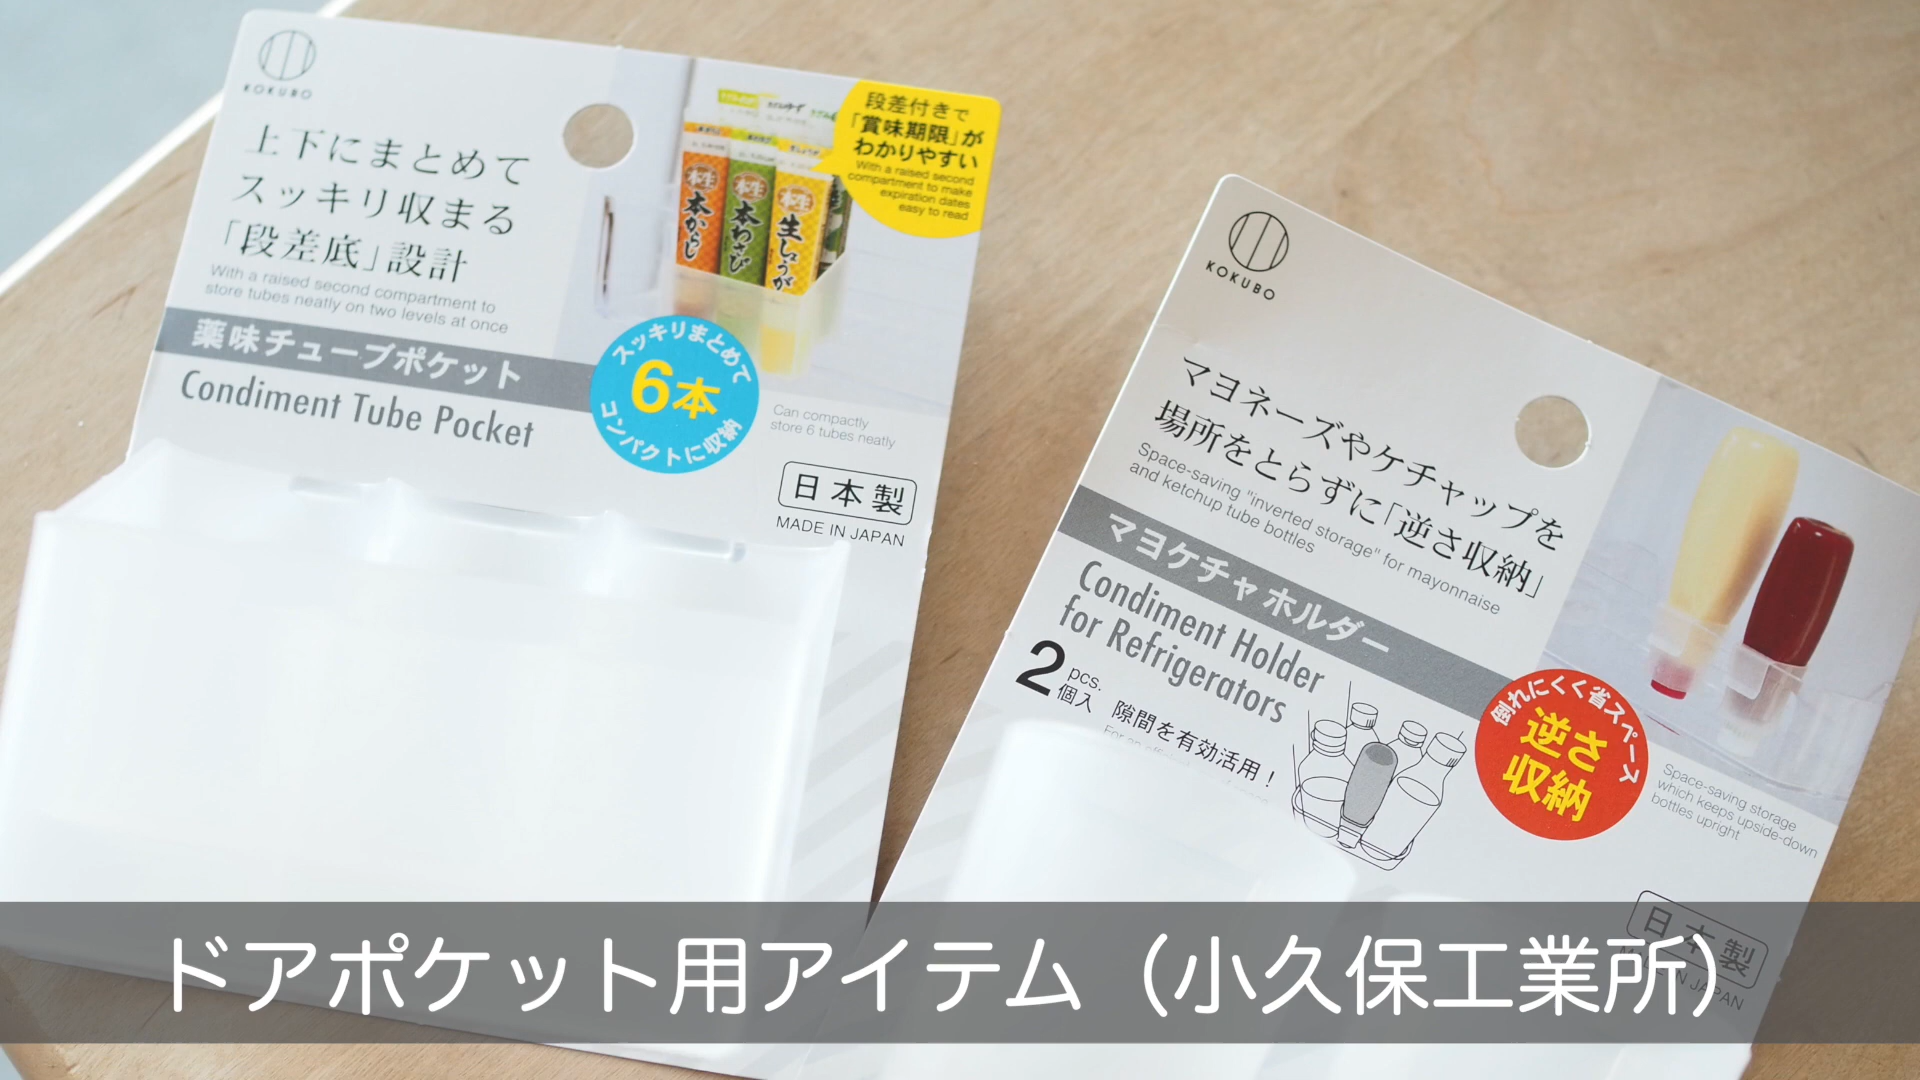 KOKUBO
上下にまとめて
スッキリ収まる
「段差底」設計
With a raised second compartment to
store tubes neatly on two levels at once
薬味チューブポケット
Condiment Tube Pocket
段差付きで
「賞味期限」が
わかりやすい
With a raised second
compartment to make
expiration dates
easy to read
本生
本からし
本生
本わさび
本生
生しょうが
スッキリまとめて
6本
コンパクトに収納
Can compactly
store 6 tubes neatly
日本製
MADE IN JAPAN
KOKUBO
マヨネーズやケチャップを
場所をとらずに「逆さ収納」
Space-saving "inverted storage" for mayonnaise
and ketchup tube bottles
マヨケチャホルダー
Condiment Holder
for Refrigerators
2 pcs.
個入
隙間を有効活用！
倒れにくく省スペース
逆さ
収納
Space-saving storage
which keeps upside-down
bottles upright
日本製
MADE IN JAPAN
ドアポケット用アイテム（小久保工業所）